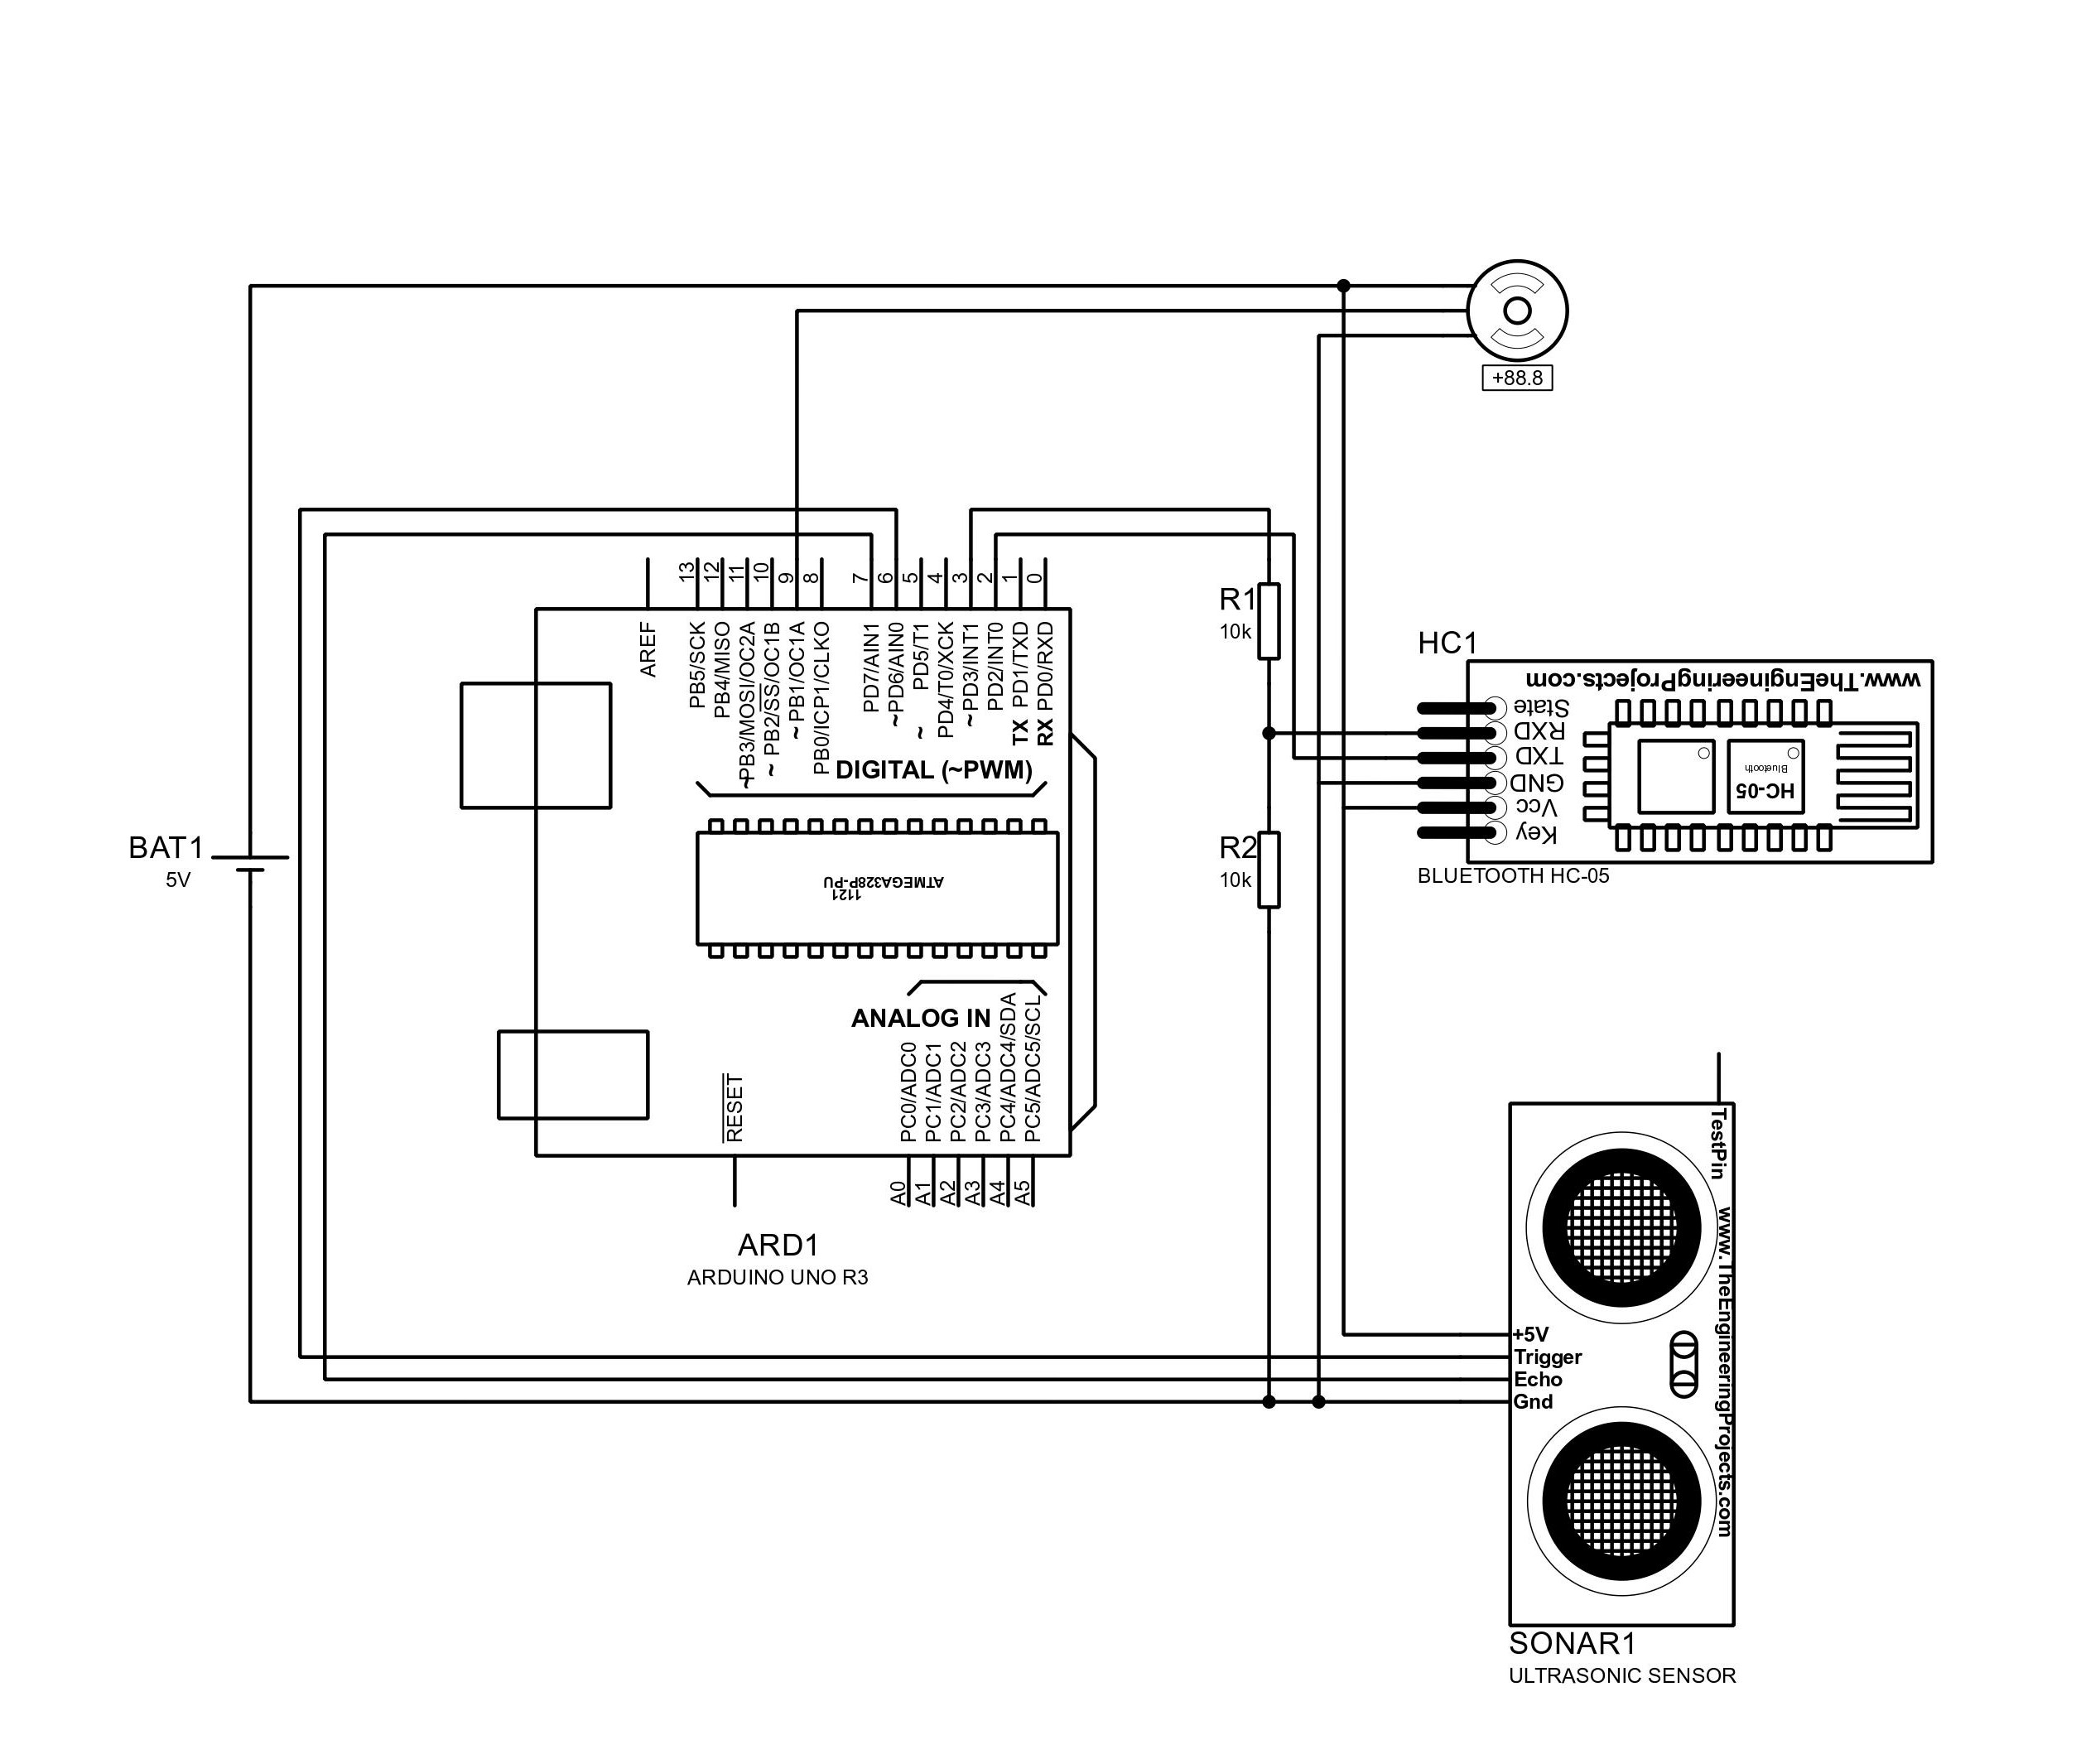 +88.8
13
12
11
10
9
8
7
6
5
4
3
2
1
0
AREF
PB5/SCK
PB4/MISO
~PB3/MOSI/OC2A
~ PB2/SS/OC1B
~ PB1/OC1A
PB0/ICP1/CLKO
PD7/AIN1
~PD6/AIN0
~ PD5/T1
PD4/T0/XCK
~PD3/INT1
PD2/INT0
TX PD1/TXD
RX PD0/RXD
DIGITAL (~PWM)
R1
10k
HC1
www.TheEngineeringProjects.com
State
RXD
TXD
GND
Vcc
Key
Bluetooth
HC-05
BLUETOOTH HC-05
R2
10k
BAT1
5V
ATMEGA328P-PU
1121
ANALOG IN
RESET
PC0/ADC0
PC1/ADC1
PC2/ADC2
PC3/ADC3
PC4/ADC4/SDA
PC5/ADC5/SCL
A0
A1
A2
A3
A4
A5
ARD1
ARDUINO UNO R3
TestPin
www.TheEngineeringProjects.com
+5V
Trigger
Echo
Gnd
SONAR1
ULTRASONIC SENSOR